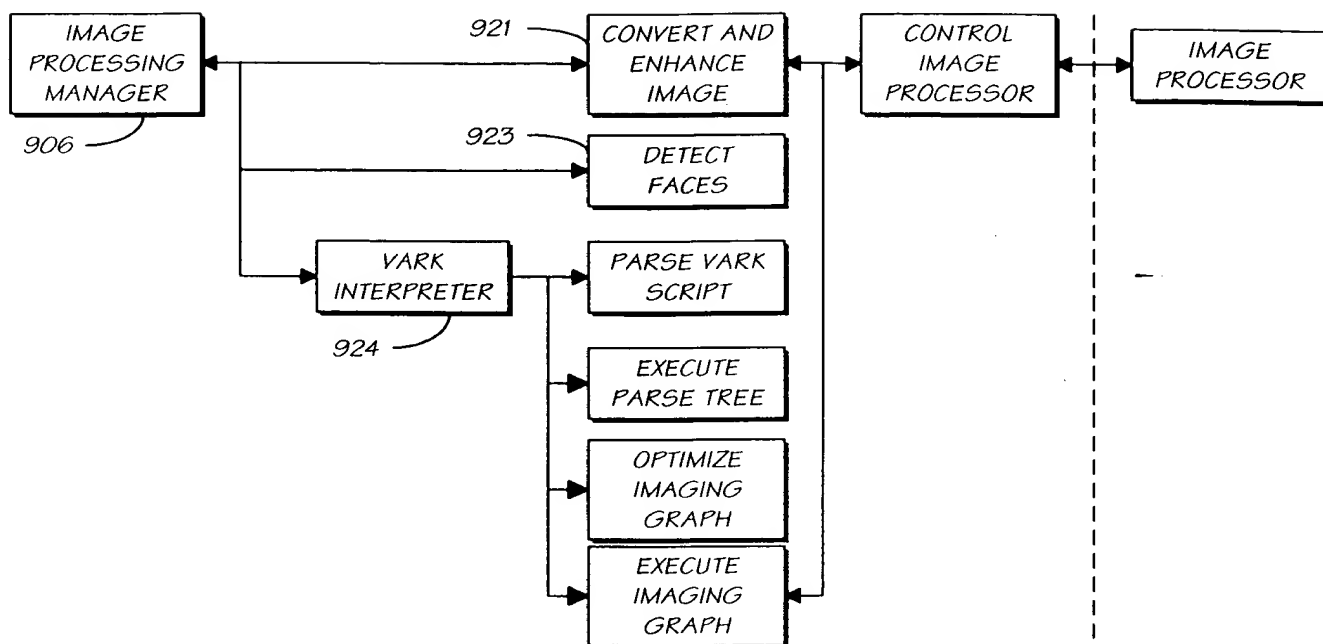 IMAGE
PROCESSING
MANAGER
906
921
CONVERT AND
ENHANCE
IMAGE
CONTROL
IMAGE
PROCESSOR
IMAGE
PROCESSOR
923
DETECT
FACES
VARK
INTERPRETER
924
PARSE VARK
SCRIPT
EXECUTE
PARSE TREE
OPTIMIZE
IMAGING
GRAPH
EXECUTE
IMAGING
GRAPH